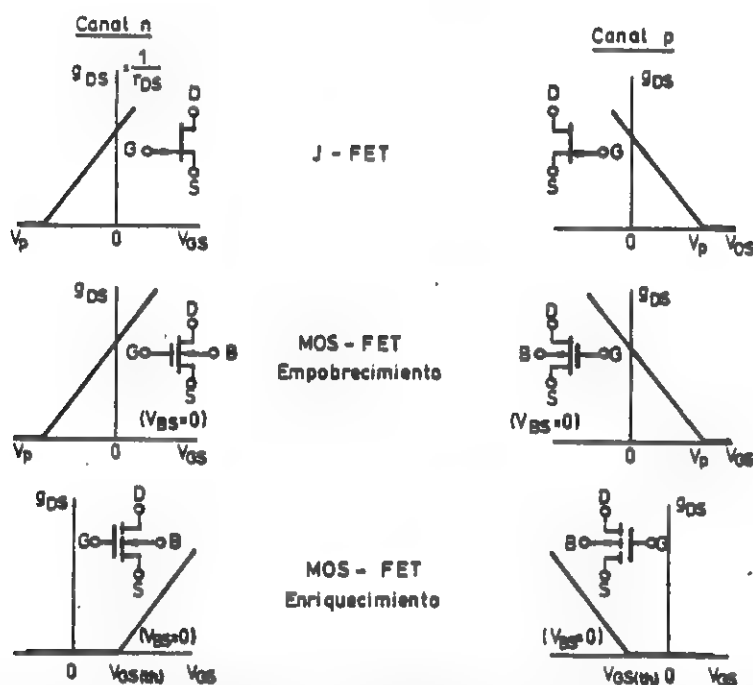 Canal n
Canal p
g DS = 1/rDS
gDS
D
D
G
J - FET
G
S
S
Vp
0
VGS
0
Vp
VGS
gDS
gDS
D
D
G
B
MOS - FET
B
G
Empobrecimiento
S
S
(VBS=0)
(VBS=0)
Vp
0
VGS
0
Vp
VGS
gDS
D
D
gDS
G
B
B
G
MOS - FET
S
S
Enriquecimiento
(VBS=0)
(VBS=0)
0
VGS(th)
VGS
VGS(th)
0
VGS